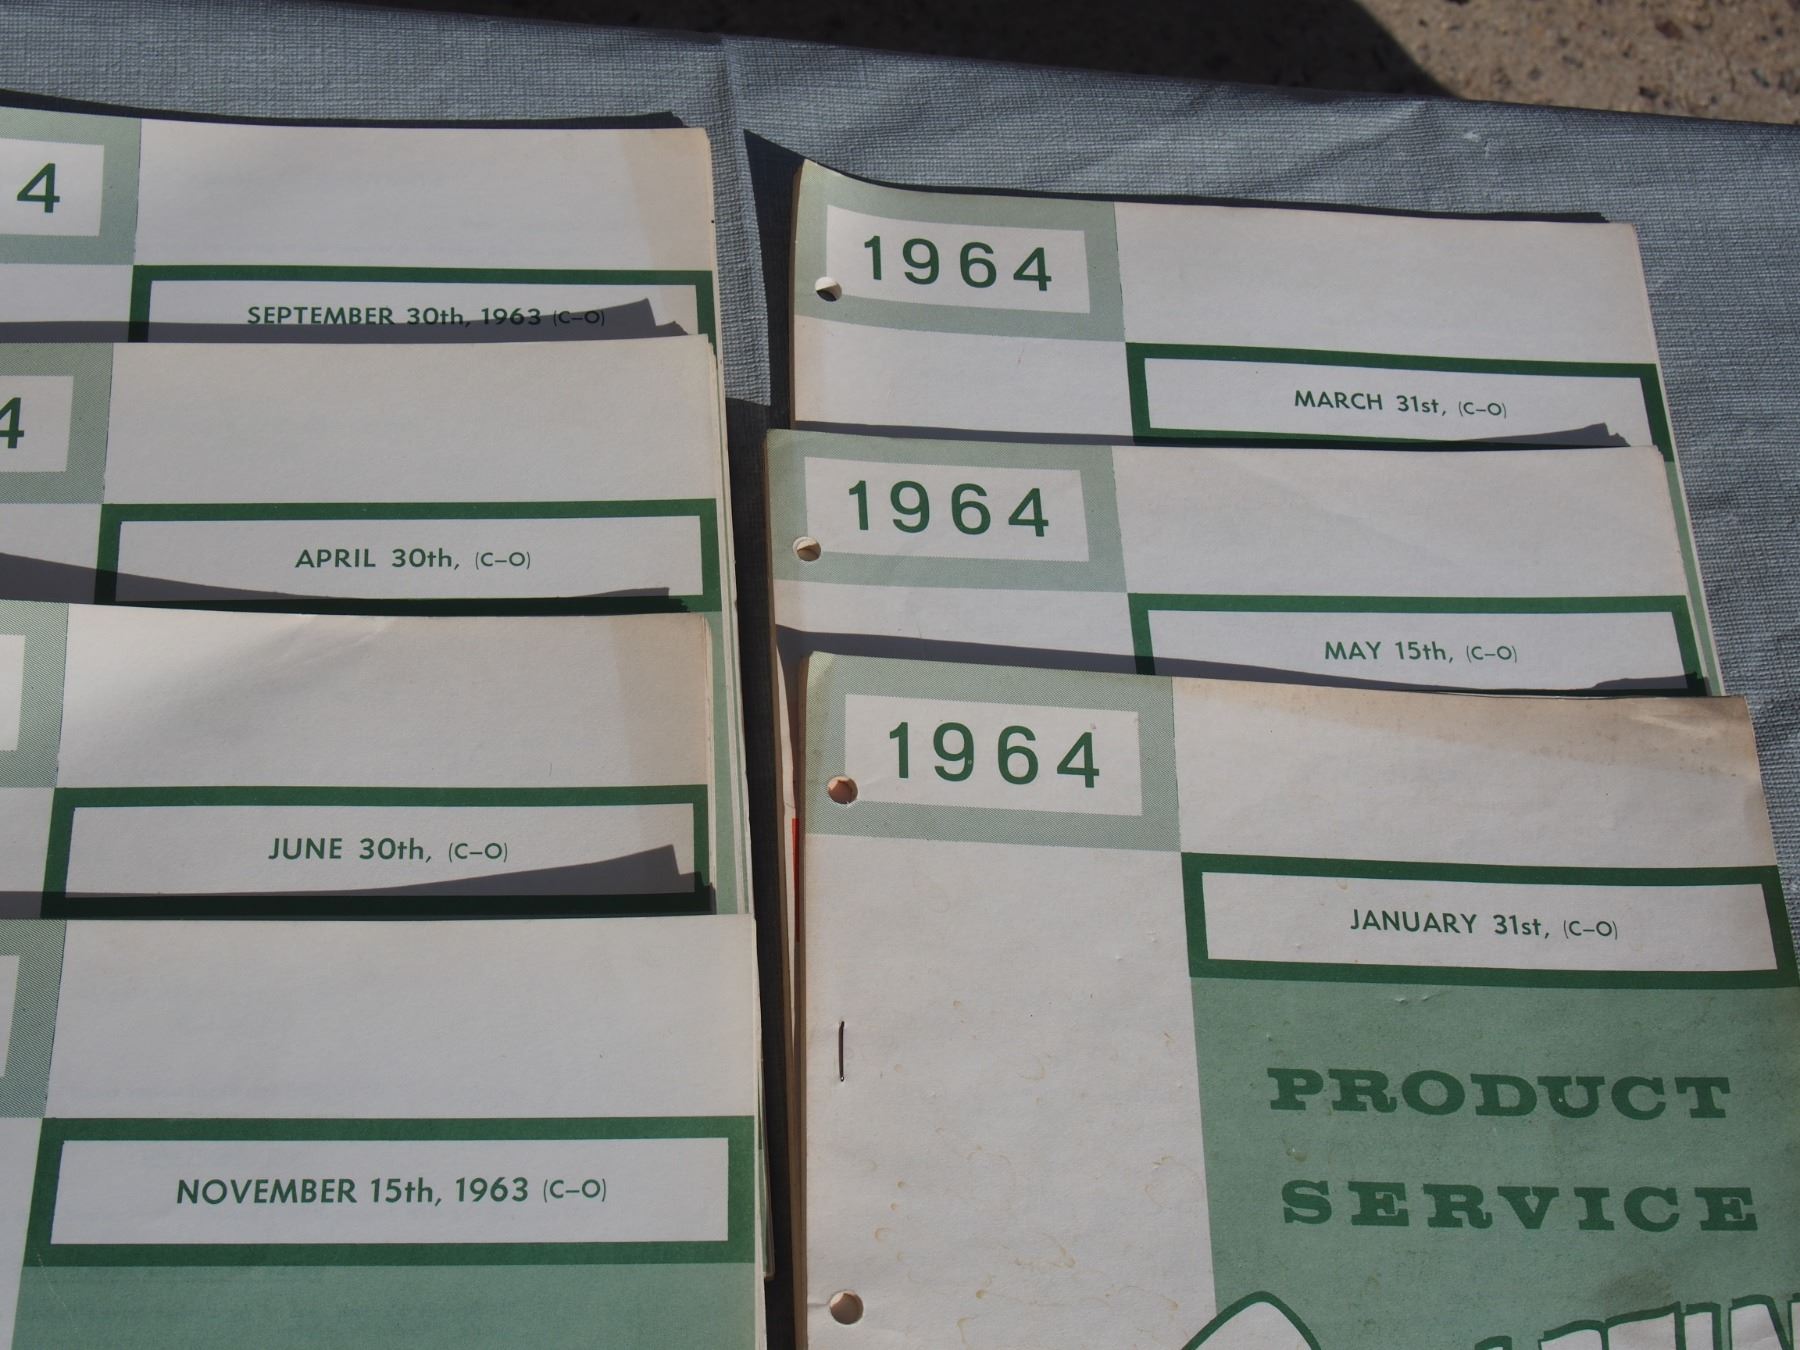 4
SEPTEMBER 30th, 1963 (C-O)
4
APRIL 30th, (C-O)
JUNE 30th, (C-O)
NOVEMBER 15th, 1963 (C-O)
1964
MARCH 31st, (C-O)
1964
MAY 15th, (C-O)
1964
JANUARY 31st, (C-O)
PRODUCT
SERVICE